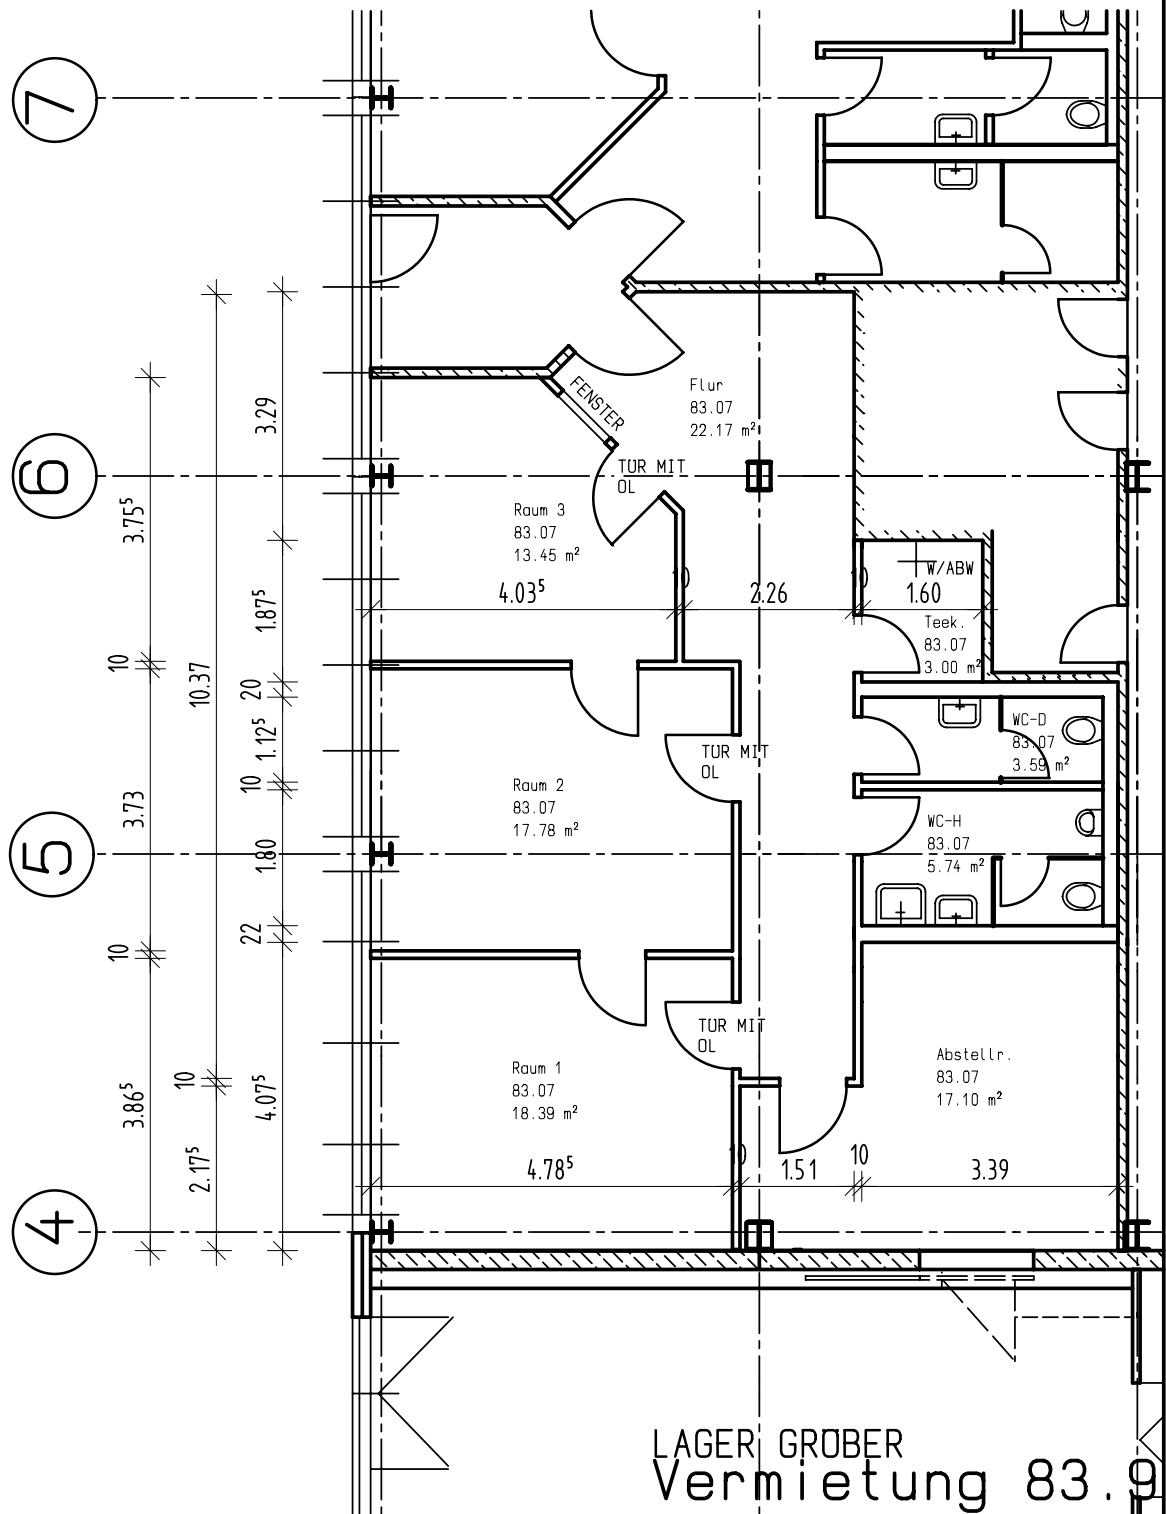 7
Flur
83.07
22.17 m²
FENSTER
3.29
6
TÜR MIT
OL
Raum 3
83.07
13.45 m²
3.75⁵
W/ABW
10
10
4.03⁵
2.26
1.60
1.87⁵
Teek.
83.07
3.00 m²
10
10.37
20
WC-D
83.07
3.59 m²
1.12⁵
TÜR MIT
OL
10
Raum 2
83.07
17.78 m²
3.73
WC-H
83.07
5.74 m²
5
1.80
22
10
TÜR MIT
OL
Raum 1
83.07
18.39 m²
Abstellr.
83.07
17.10 m²
10
3.86⁵
4.07⁵
2.17⁵
10
10
4.78⁵
1.51
3.39
4
LAGER GRÖBER
Vermietung 83.9